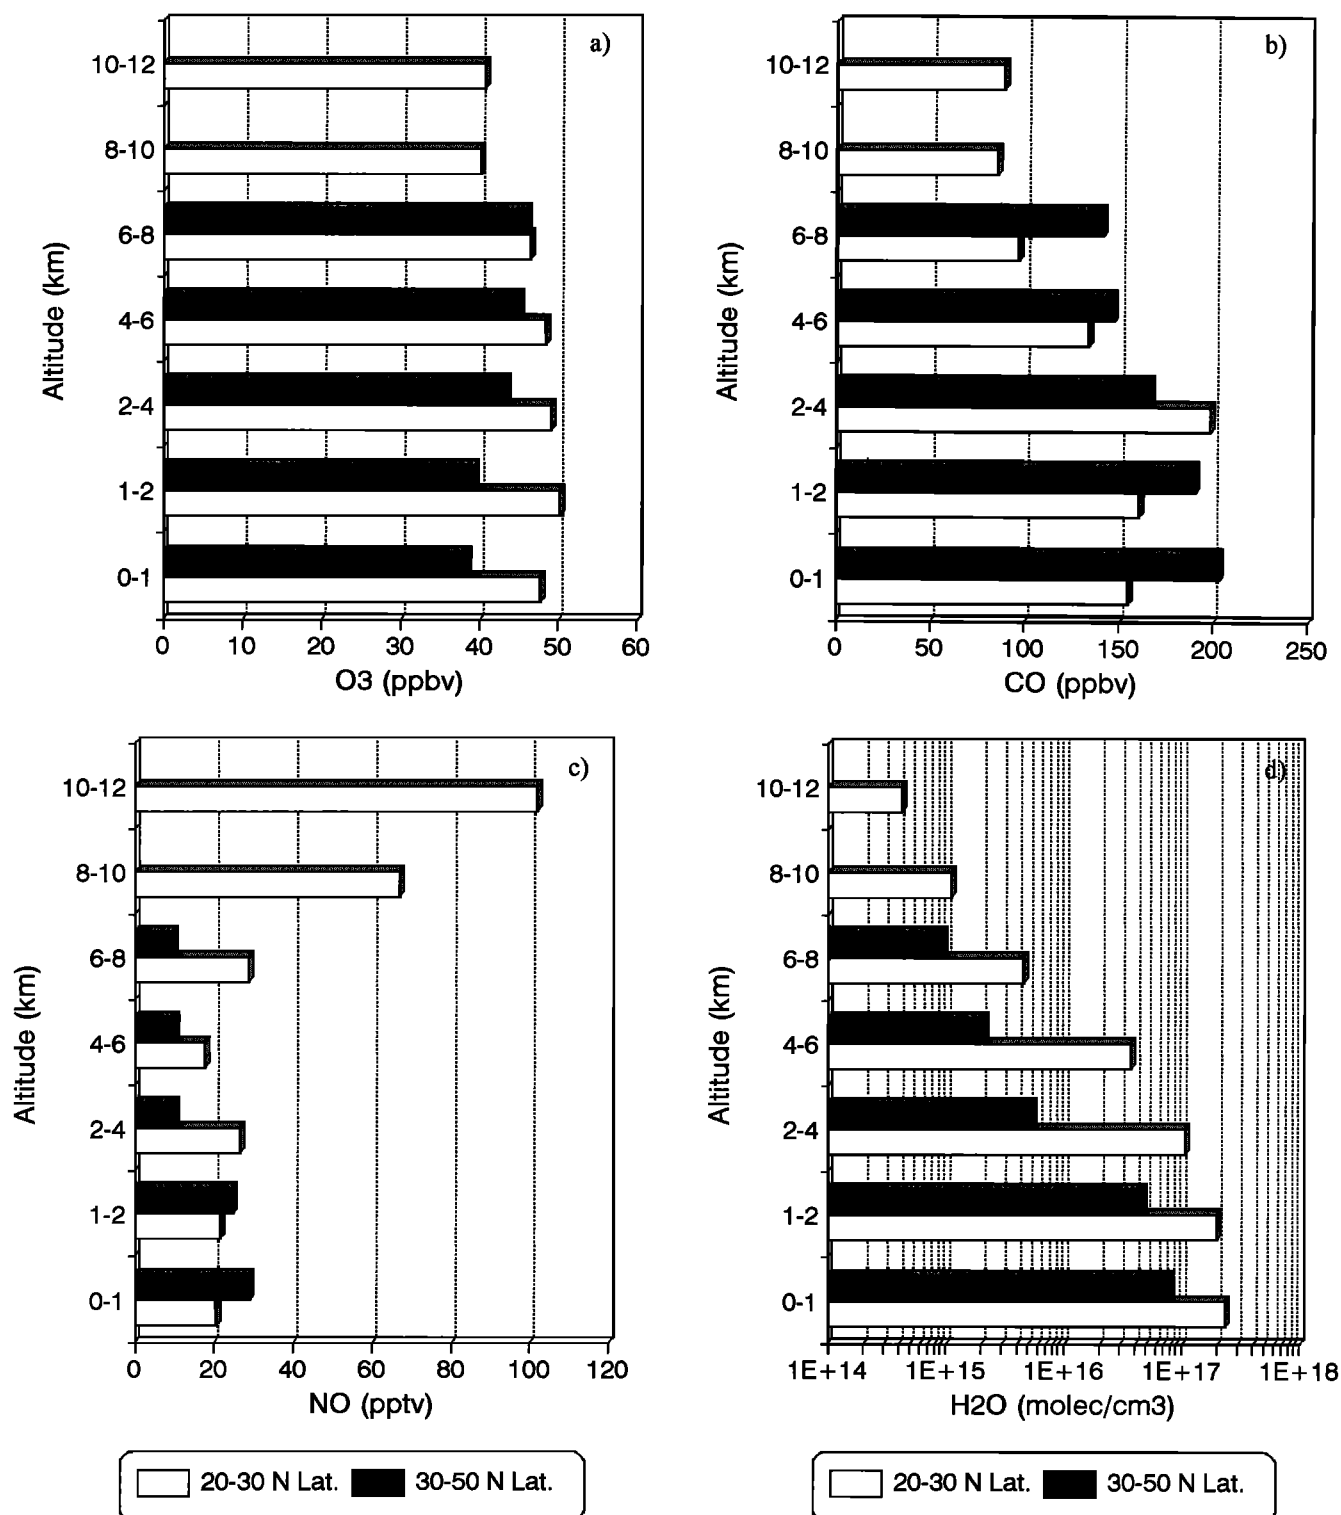 a)
10-12
8-10
6-8
4-6
2-4
1-2
0-1
Altitude (km)
0 10 20 30 40 50 60
O3 (ppbv)
b)
10-12
8-10
6-8
4-6
2-4
1-2
0-1
Altitude (km)
0 50 100 150 200 250
CO (ppbv)
c)
10-12
8-10
6-8
4-6
2-4
1-2
0-1
Altitude (km)
0 20 40 60 80 100 120
NO (pptv)
d)
10-12
8-10
6-8
4-6
2-4
1-2
0-1
Altitude (km)
1E+14 1E+15 1E+16 1E+17 1E+18
H2O (molec/cm3)
20-30 N Lat. 30-50 N Lat.
20-30 N Lat. 30-50 N Lat.